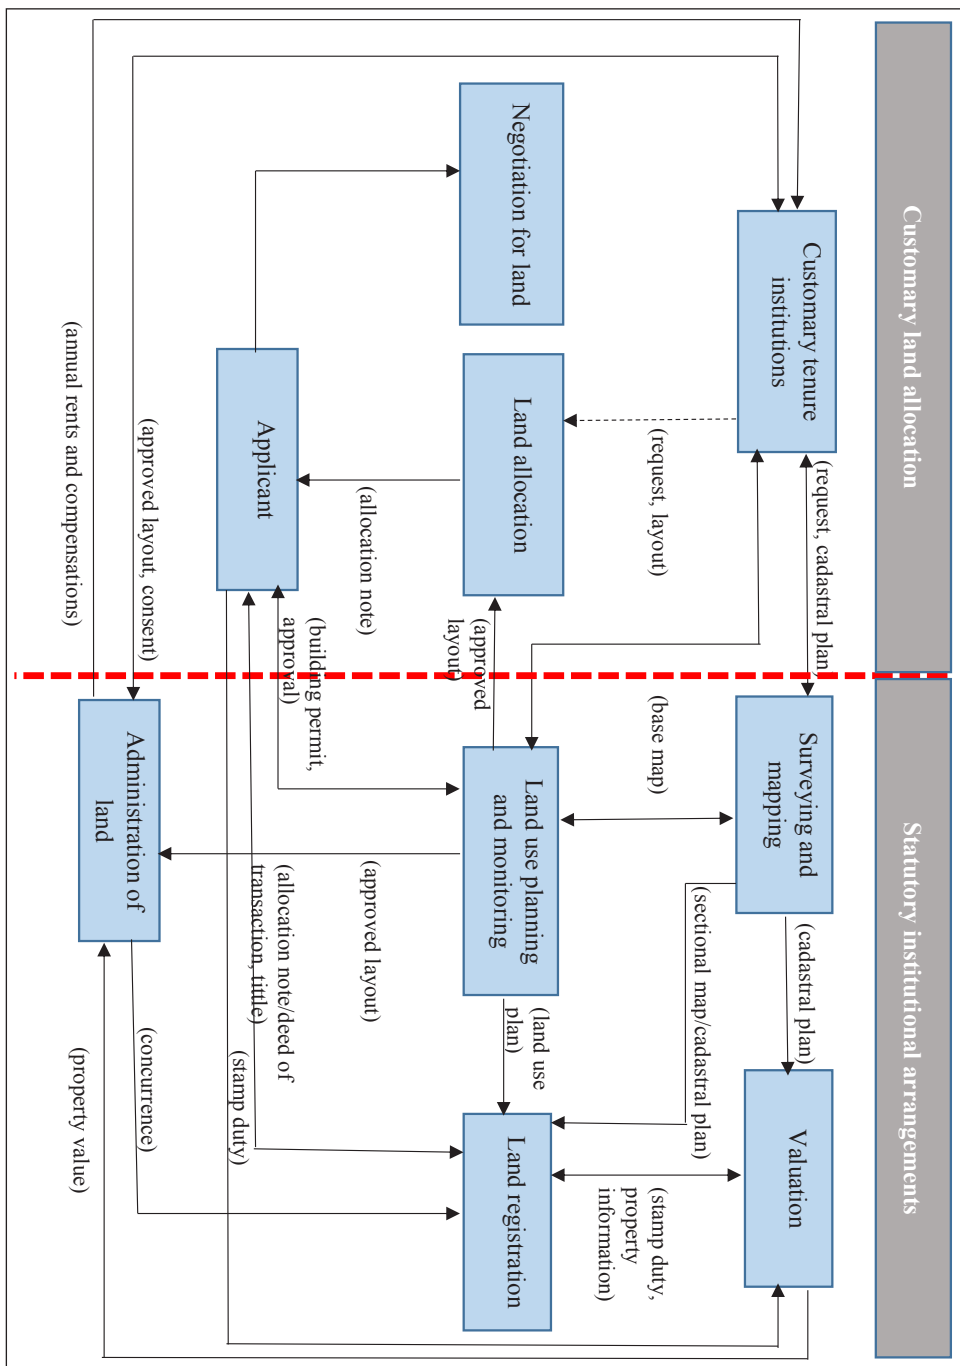 Customary land allocation
Statutory institutional arrangements
Customary tenure
institutions
(request, cadastral plan)
Surveying and
mapping
(cadastral plan)
Valuation
(request, layout)
(base map)
(sectional map/cadastral plan)
(stamp duty,
property
information)
Negotiation for land
Land allocation
(approved
layout)
Land use planning
and monitoring
(land use
plan)
Land registration
(allocation note)
(approved layout)
Applicant
(building permit,
approval)
(allocation note/deed of
transaction, tittle)
(stamp duty)
(approved layout, consent)
Administration of
land
(concurrence)
(annual rents and compensations)
(property value)